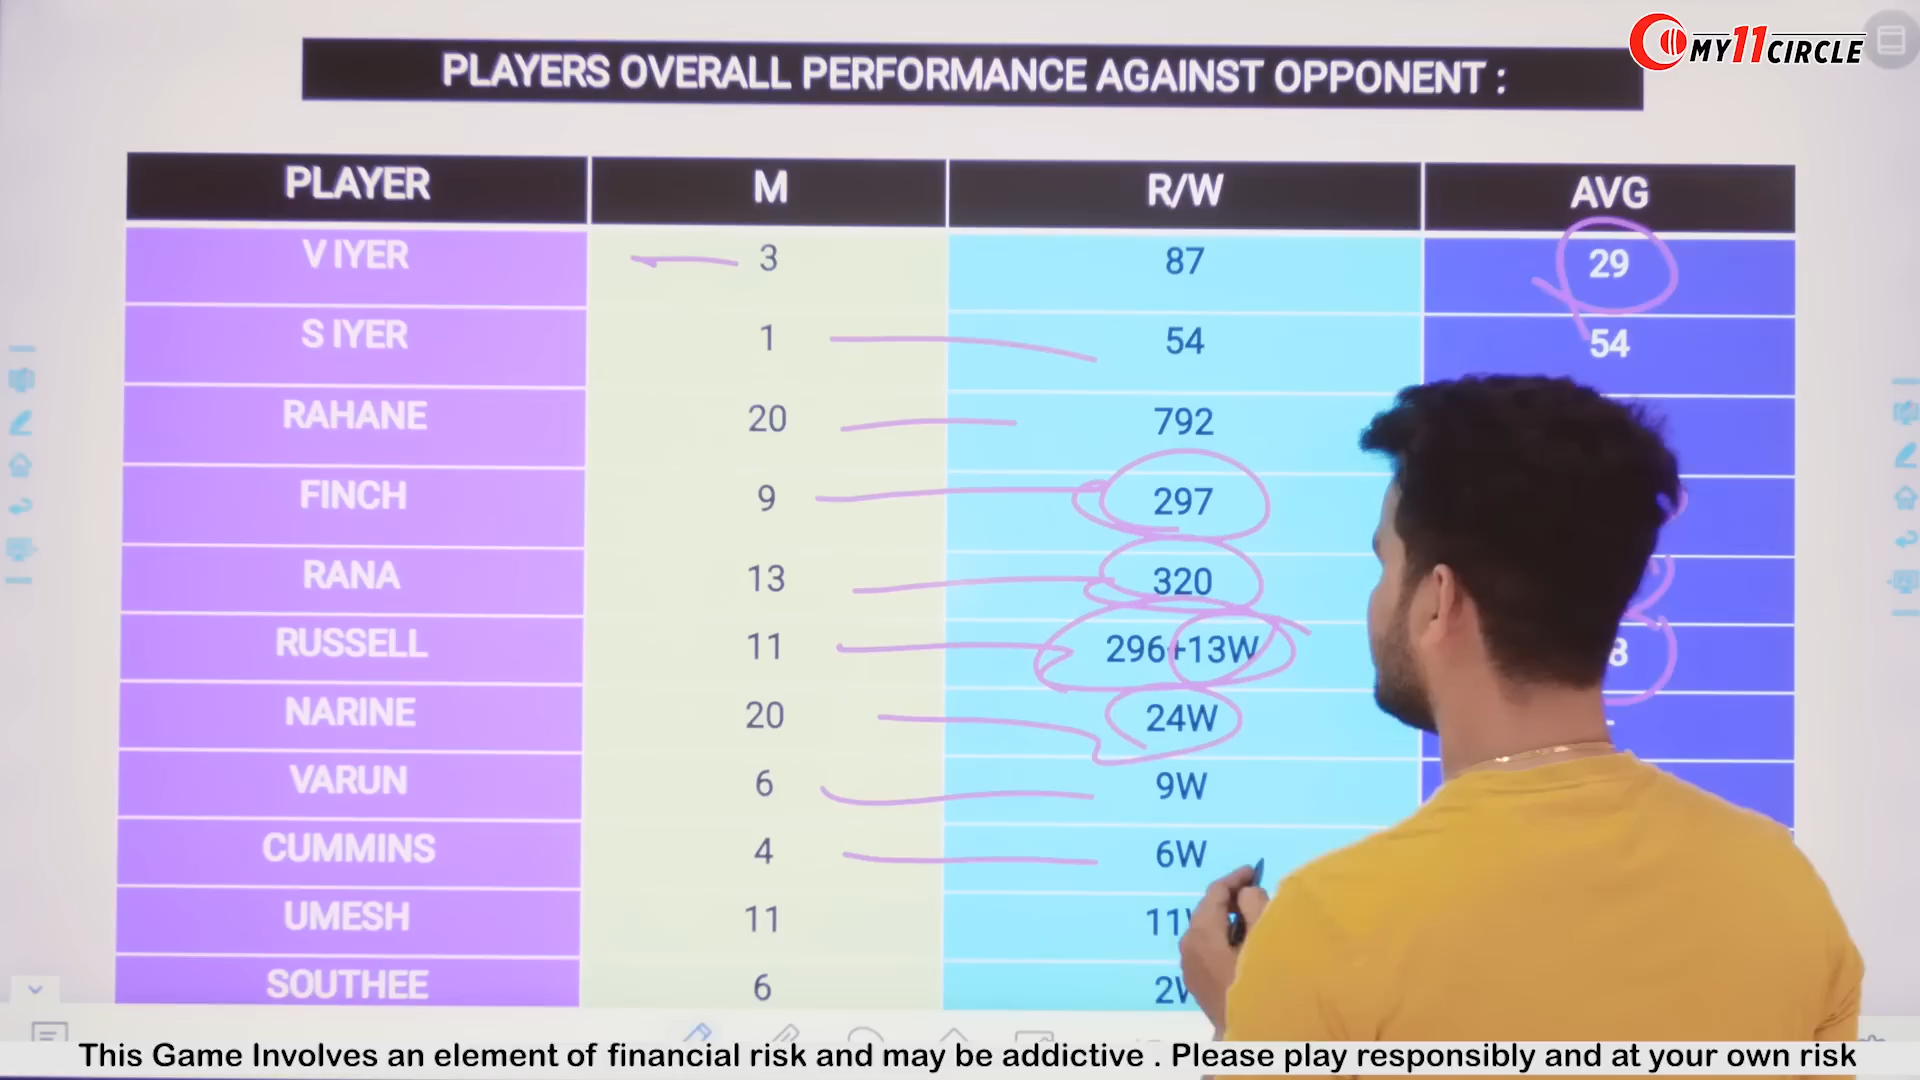 MY11CIRCLE
PLAYERS OVERALL PERFORMANCE AGAINST OPPONENT :
PLAYER M R/W AVG
V IYER 3 87 29
S IYER 1 54 54
RAHANE 20 792
FINCH 9 297
RANA 13 320
RUSSELL 11 296+13W
NARINE 20 24W -
VARUN 6 9W
CUMMINS 4 6W
UMESH 11
SOUTHEE 6
This Game Involves an element of financial risk and may be addictive . Please play responsibly and at your own risk